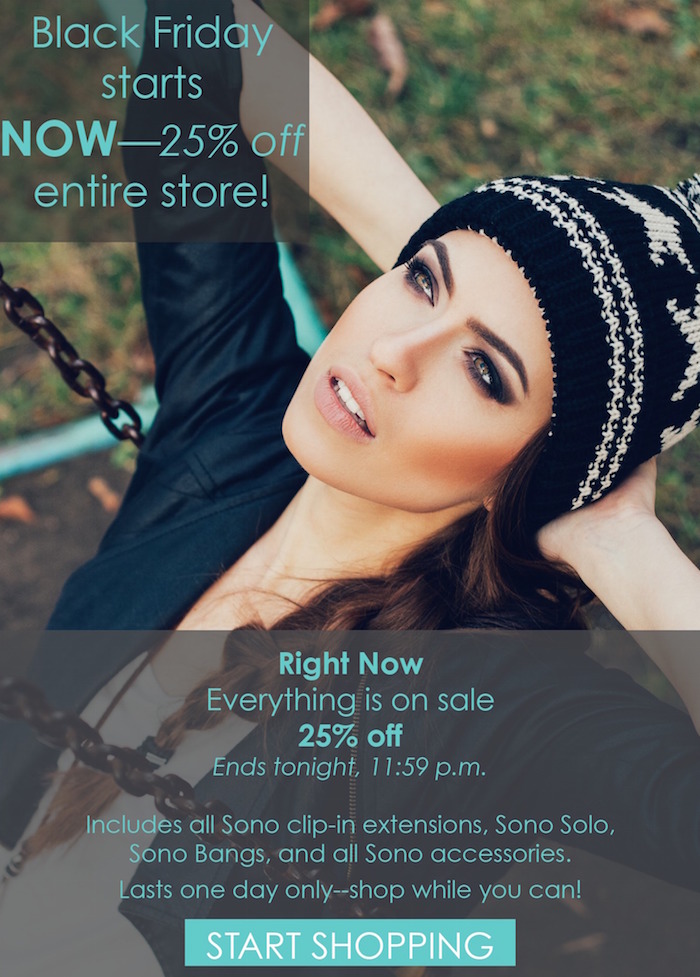 Black Friday
starts
NOW—25% off
entire store!
Right Now
Everything is on sale
25% off
Ends tonight, 11:59 p.m.
Includes all Sono clip-in extensions, Sono Solo,
Sono Bangs, and all Sono accessories.
Lasts one day only--shop while you can!
START SHOPPING